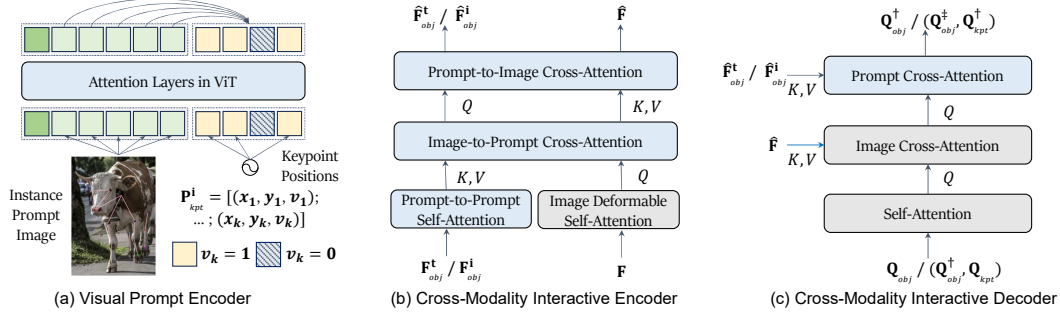 Attention Layers in ViT
Keypoint
Positions
Instance
Prompt
Image
P^i_kpt = [(x_1, y_1, v_1);
... ; (x_k, y_k, v_k)]
v_k = 1
v_k = 0
(a) Visual Prompt Encoder
F̂^t_obj / F̂^i_obj
F̂
Prompt-to-Image Cross-Attention
Q
K, V
Image-to-Prompt Cross-Attention
K, V
Q
Prompt-to-Prompt
Self-Attention
Image Deformable
Self-Attention
F^t_obj / F^i_obj
F
(b) Cross-Modality Interactive Encoder
Q^†_obj / (Q^‡_obj, Q^†_kpt)
F̂^t_obj / F̂^i_obj
K, V
Prompt Cross-Attention
Q
F̂
K, V
Image Cross-Attention
Q
Self-Attention
Q_obj / (Q^†_obj, Q_kpt)
(c) Cross-Modality Interactive Decoder